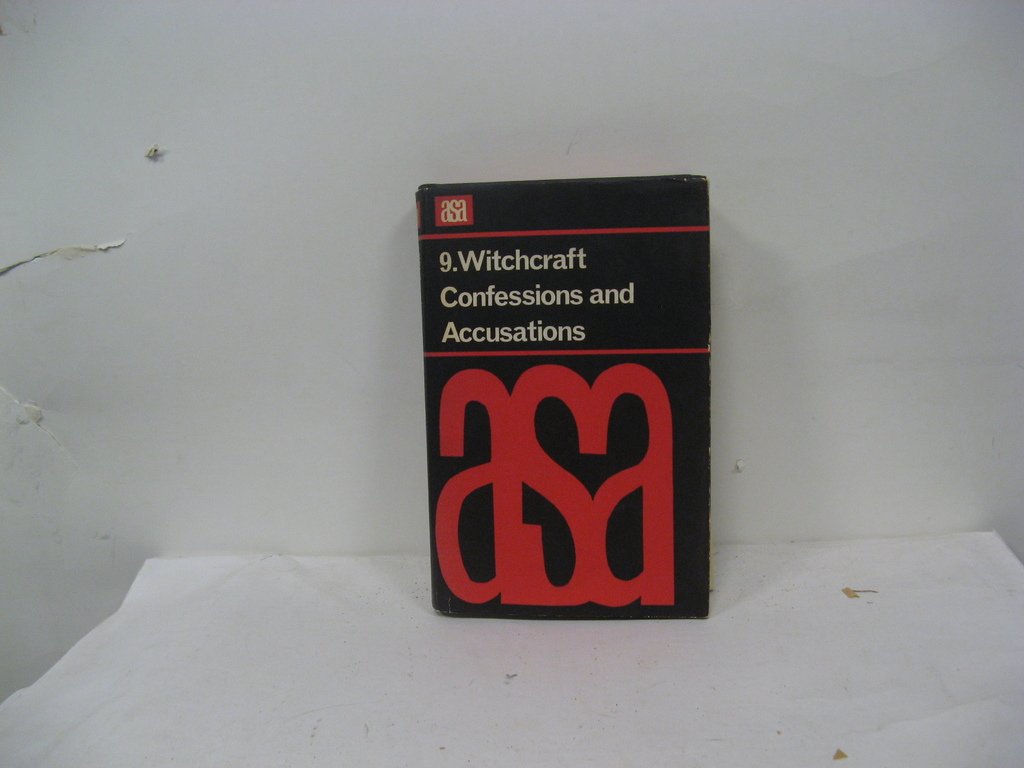 asa
9. Witchcraft
Confessions and
Accusations
asa